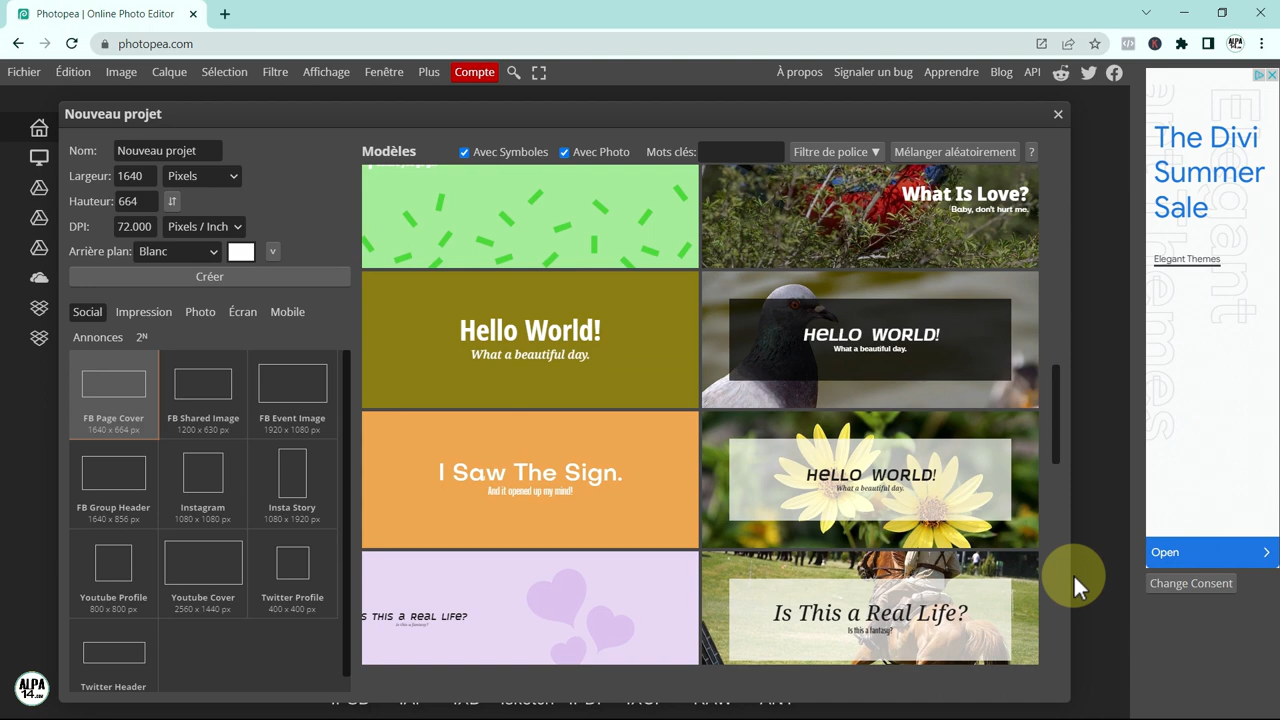 Photopea | Online Photo Editor
photopea.com
Fichier Édition Image Calque Sélection Filtre Affichage Fenêtre Plus Compte
À propos Signaler un bug Apprendre Blog API
Nouveau projet
Nom: Nouveau projet
Largeur: 1640 Pixels
Hauteur: 664
DPI: 72.000 Pixels / Inch
Arrière plan: Blanc
Créer
Social Impression Photo Écran Mobile
Annonces 2ᴺ
FB Page Cover
1640 x 664 px
FB Shared Image
1200 x 630 px
FB Event Image
1920 x 1080 px
FB Group Header
1640 x 856 px
Instagram
1080 x 1080 px
Insta Story
1080 x 1920 px
Youtube Profile
800 x 800 px
Youtube Cover
2560 x 1440 px
Twitter Profile
400 x 400 px
Twitter Header
Modèles
Avec Symboles Avec Photo Mots clés: Filtre de police ▼ Mélanger aléatoirement ?
What Is Love?
Baby, don't hurt me.
Hello World!
What a beautiful day.
HELLO WORLD!
What a beautiful day.
I Saw The Sign.
And it opened up my mind!
HELLO WORLD!
What a beautiful day.
S THIS A REAL LIFE?
Is this a fantasy?
Is This a Real Life?
Is this a fantasy?
The Divi
Summer
Sale
Elegant Themes
Open
Change Consent
ALPA
14.com